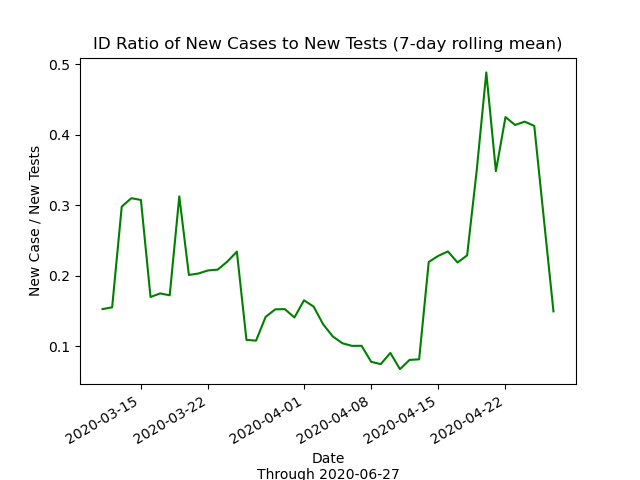 ID Ratio of New Cases to New Tests (7-day rolling mean)
0.5
0.4
0.3
0.2
0.1
New Case / New Tests
2020-03-15
2020-03-22
2020-04-01
2020-04-08
2020-04-15
2020-04-22
Date
Through 2020-06-27